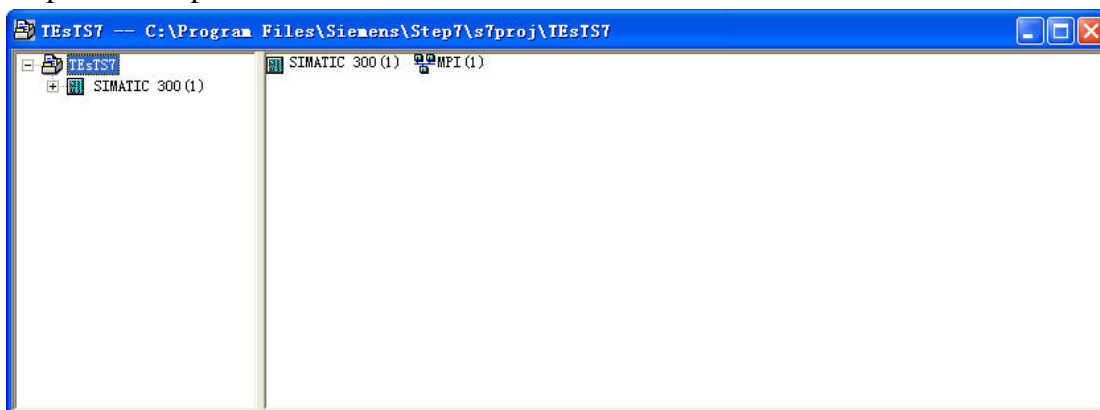 TEsTS7 -- C:\Program Files\Siemens\Step7\s7proj\TEsTS7
TEsTS7
SIMATIC 300(1)
SIMATIC 300(1) MPI(1)